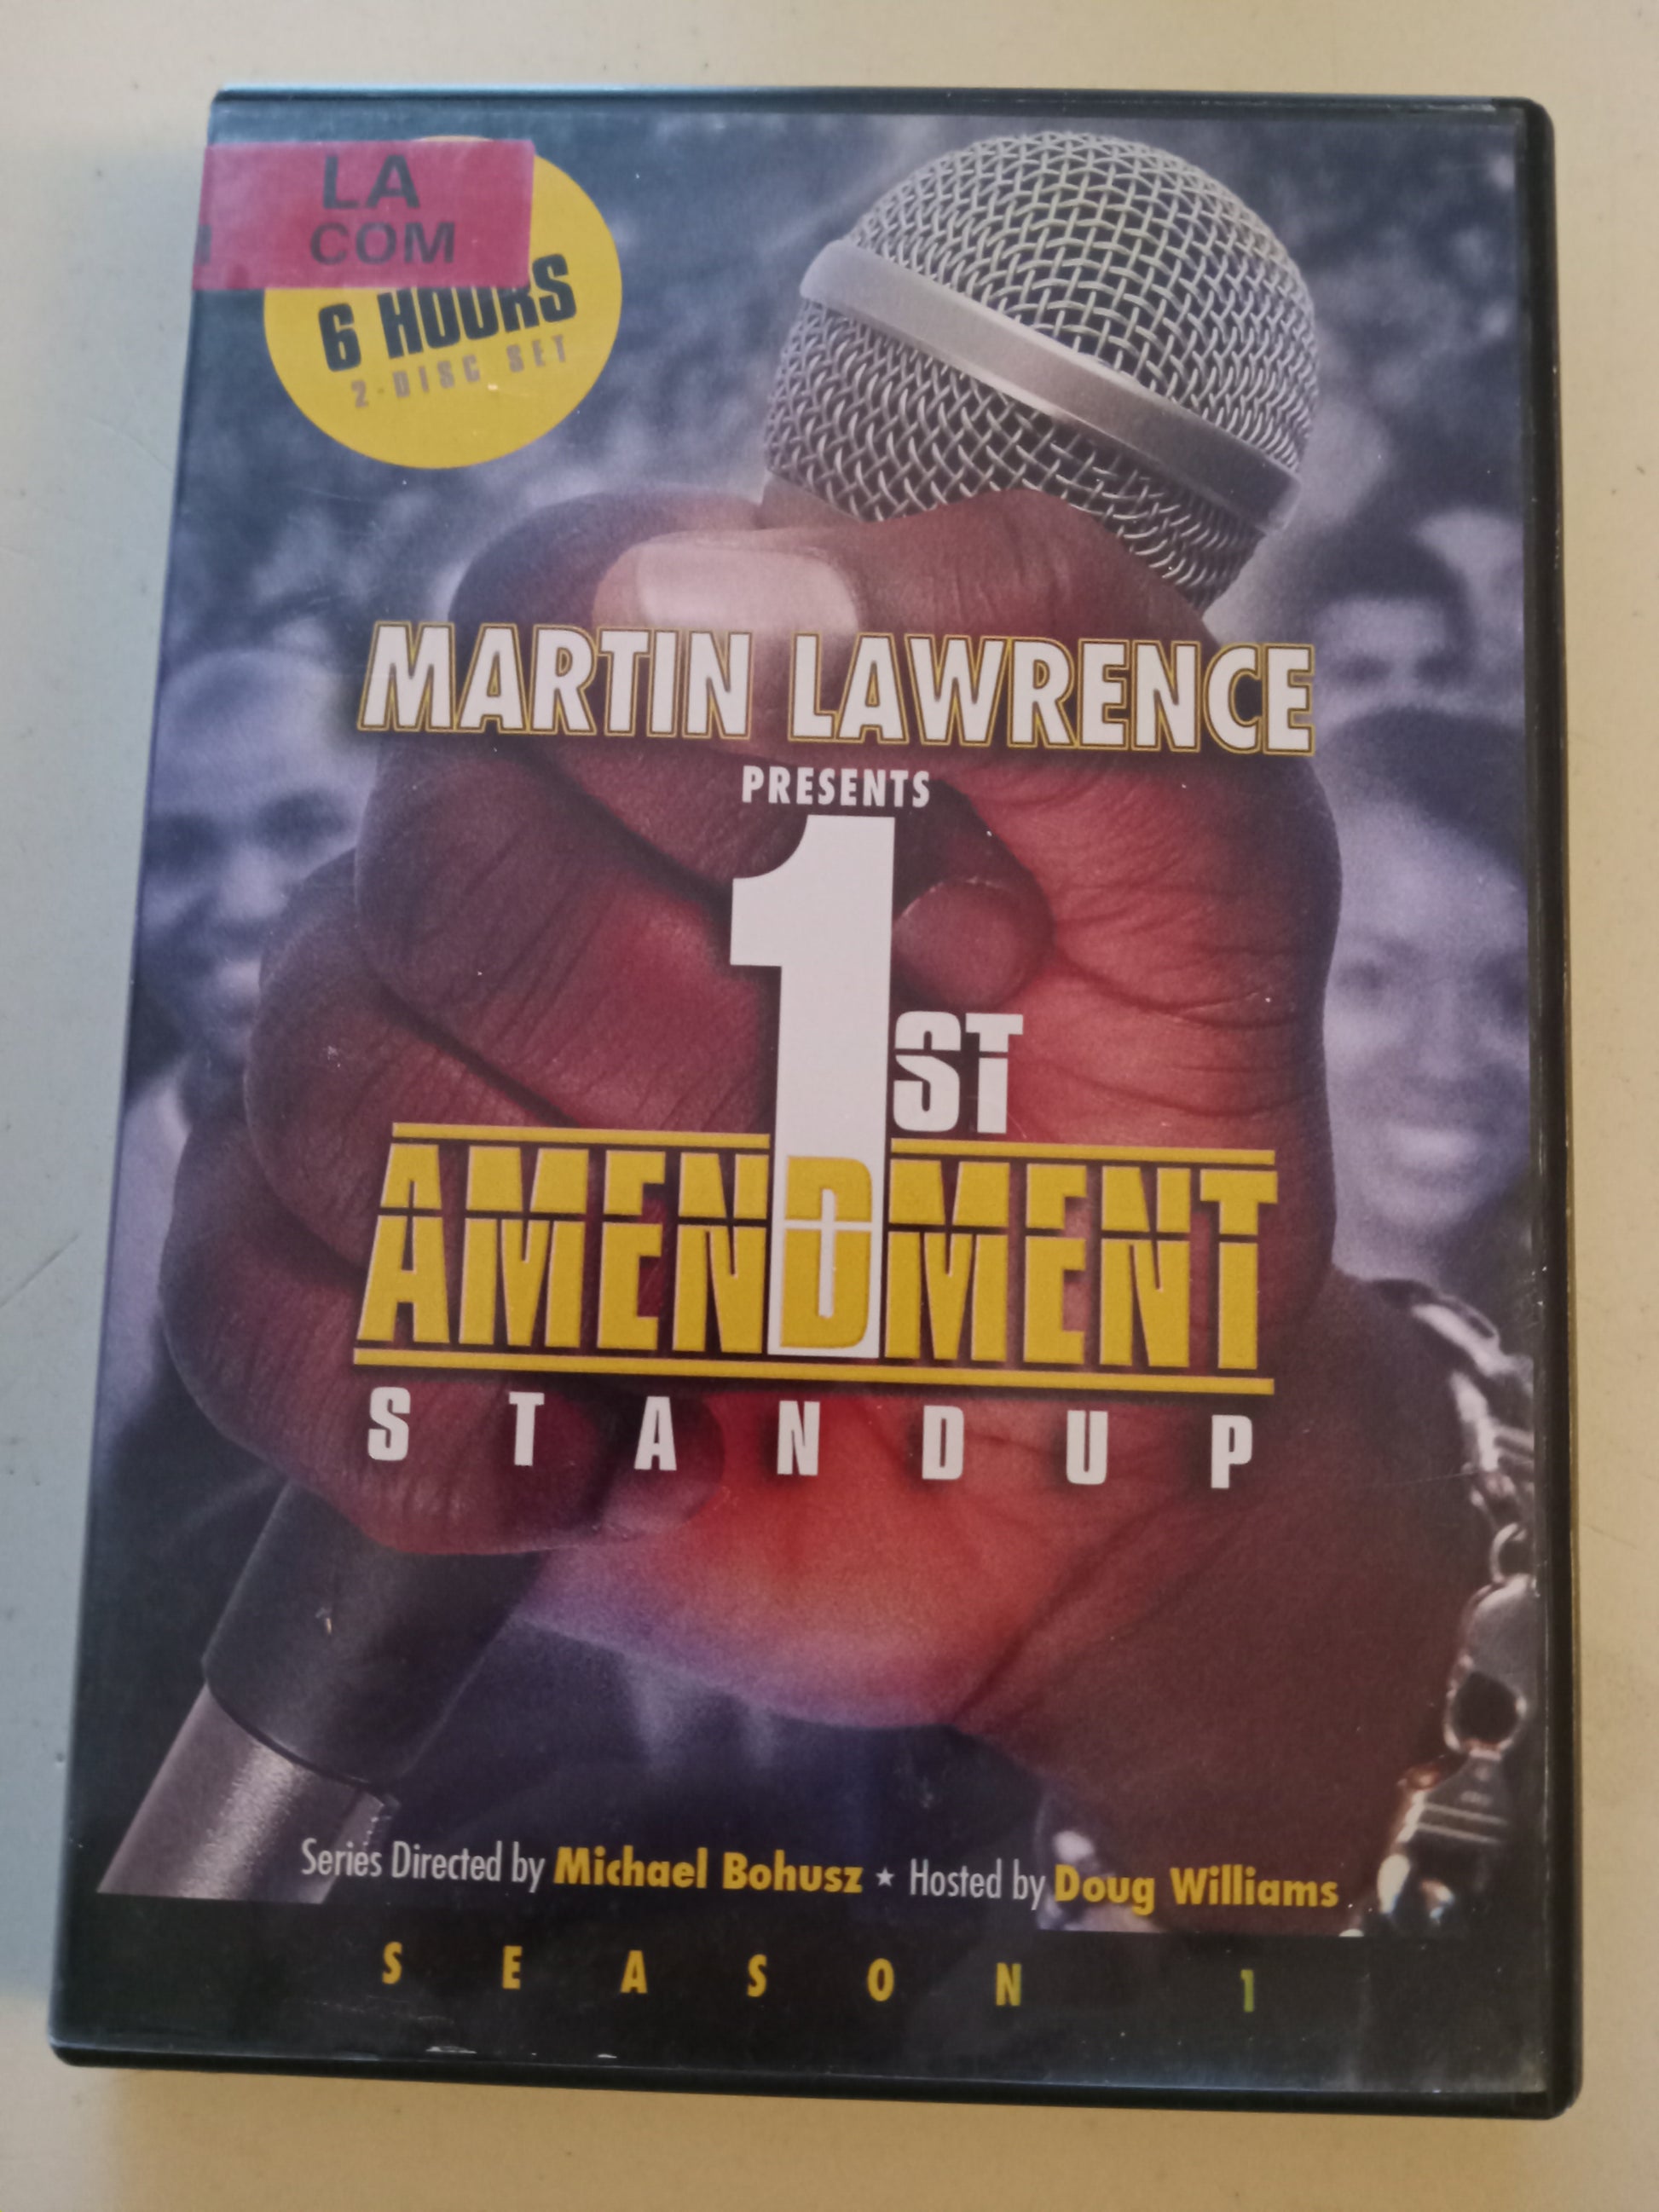 LA
COM
6 HOURS
2-DISC SET
MARTIN LAWRENCE
PRESENTS
1ST
AMENDMENT
STANDUP
Series Directed by Michael Bohusz ★ Hosted by Doug Williams
SEASON 1